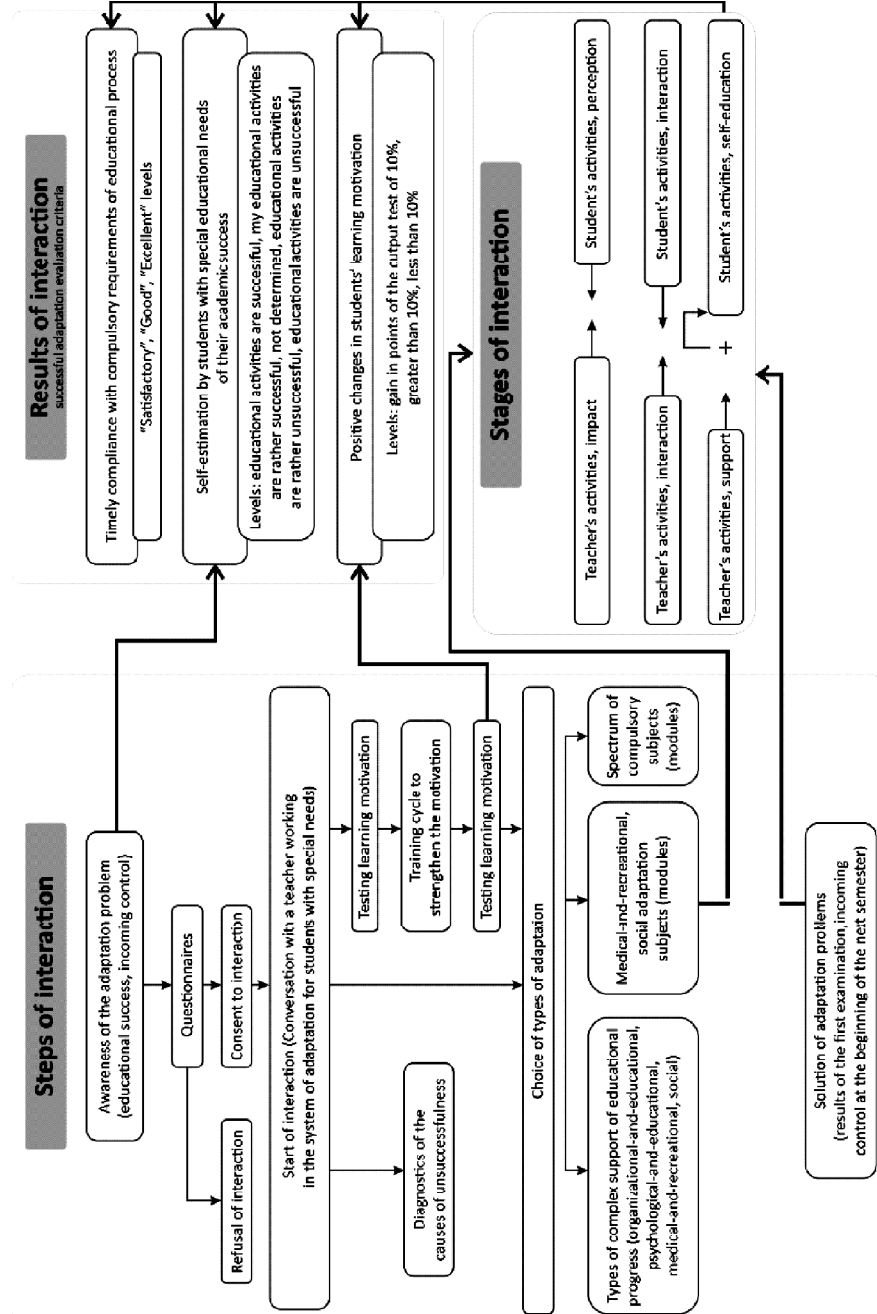 Steps of interaction
Awareness of the adaptation problem
(educational success, incoming control)
Questionnaires
Refusal of interaction
Consent to interaction
Start of interaction (Conversation with a teacher working
in the system of adaptation for students with special needs)
Diagnostics of the
causes of unsuccessfulness
Testing learning motivation
Training cycle to
strengthen the motivation
Testing learning motivation
Choice of types of adaptaion
Types of complex support of educational
progress (organizational-and-educational,
psychological-and-educational,
medical-and-recreational, social)
Medical-and-recreational,
social adaptation
subjects (modules)
Spectrum of
compulsory
subjects
(modules)
Solution of adaptation problems
(results of the first examination, incoming
control at the beginning of the next semester)
Results of interaction
successful adaptation evaluation criteria
Timely compliance with compulsory requirements of educational process
"Satisfactory", "Good", "Excellent" levels
Self-estimation by students with special educational needs
of their academic success
Levels: educational activities are succesiful, my educational activities
are rather successful, not determined, educational activities
are rather unsuccessful, educational activities are unsuccessful
Positive changes in students' learning motivation
Levels: gain in points of the cutput test of 10%,
greater than 10%, less than 10%
Stages of interaction
Teacher's activities, impact
Student's activities, perception
Teacher's activities, interaction
Student's activities, interaction
Teacher's activities, support
+
Student's activities, self-education